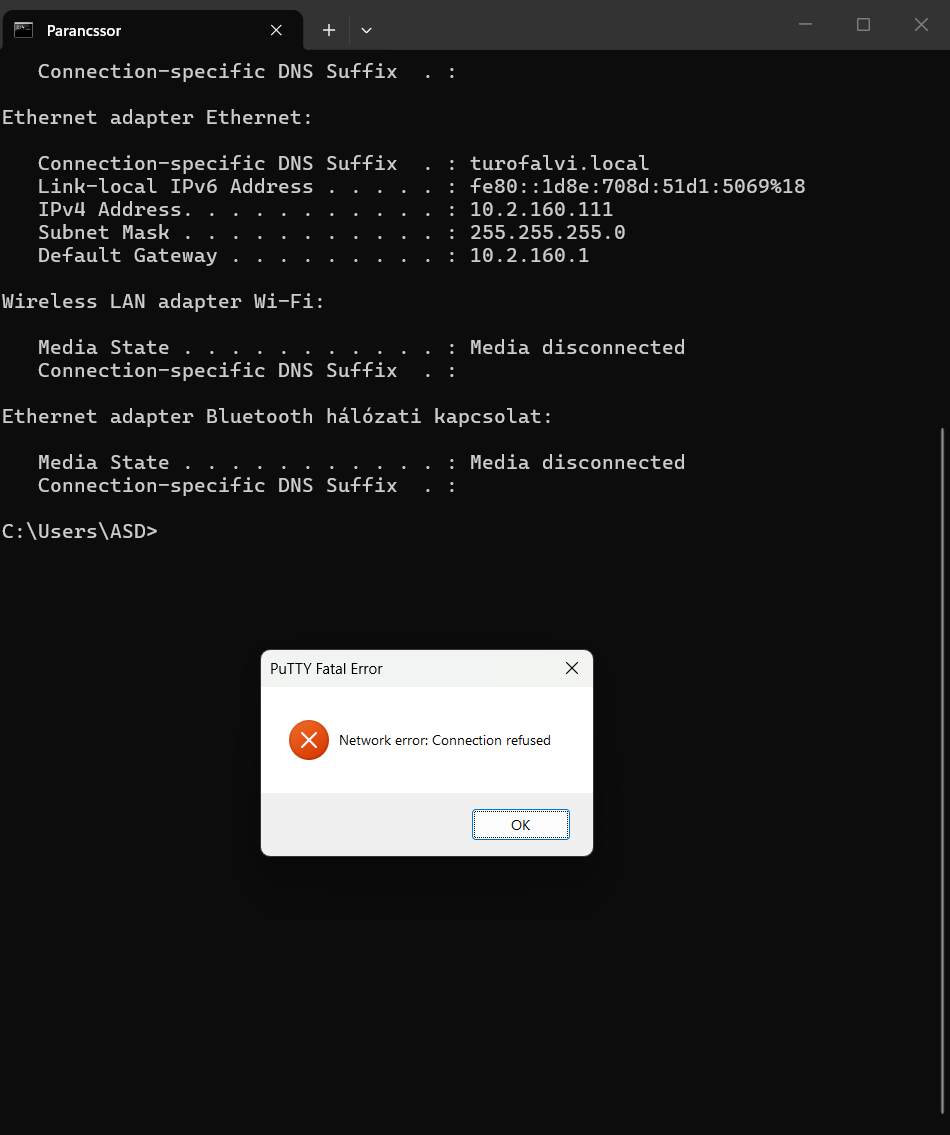 Parancssor
Connection-specific DNS Suffix  . :
Ethernet adapter Ethernet:
Connection-specific DNS Suffix  . : turofalvi.local
Link-local IPv6 Address . . . . . : fe80::1d8e:708d:51d1:5069%18
IPv4 Address. . . . . . . . . . . : 10.2.160.111
Subnet Mask . . . . . . . . . . . : 255.255.255.0
Default Gateway . . . . . . . . . : 10.2.160.1
Wireless LAN adapter Wi-Fi:
Media State . . . . . . . . . . . : Media disconnected
Connection-specific DNS Suffix  . :
Ethernet adapter Bluetooth hálózati kapcsolat:
Media State . . . . . . . . . . . : Media disconnected
Connection-specific DNS Suffix  . :
C:\Users\ASD>
PuTTY Fatal Error
Network error: Connection refused
OK